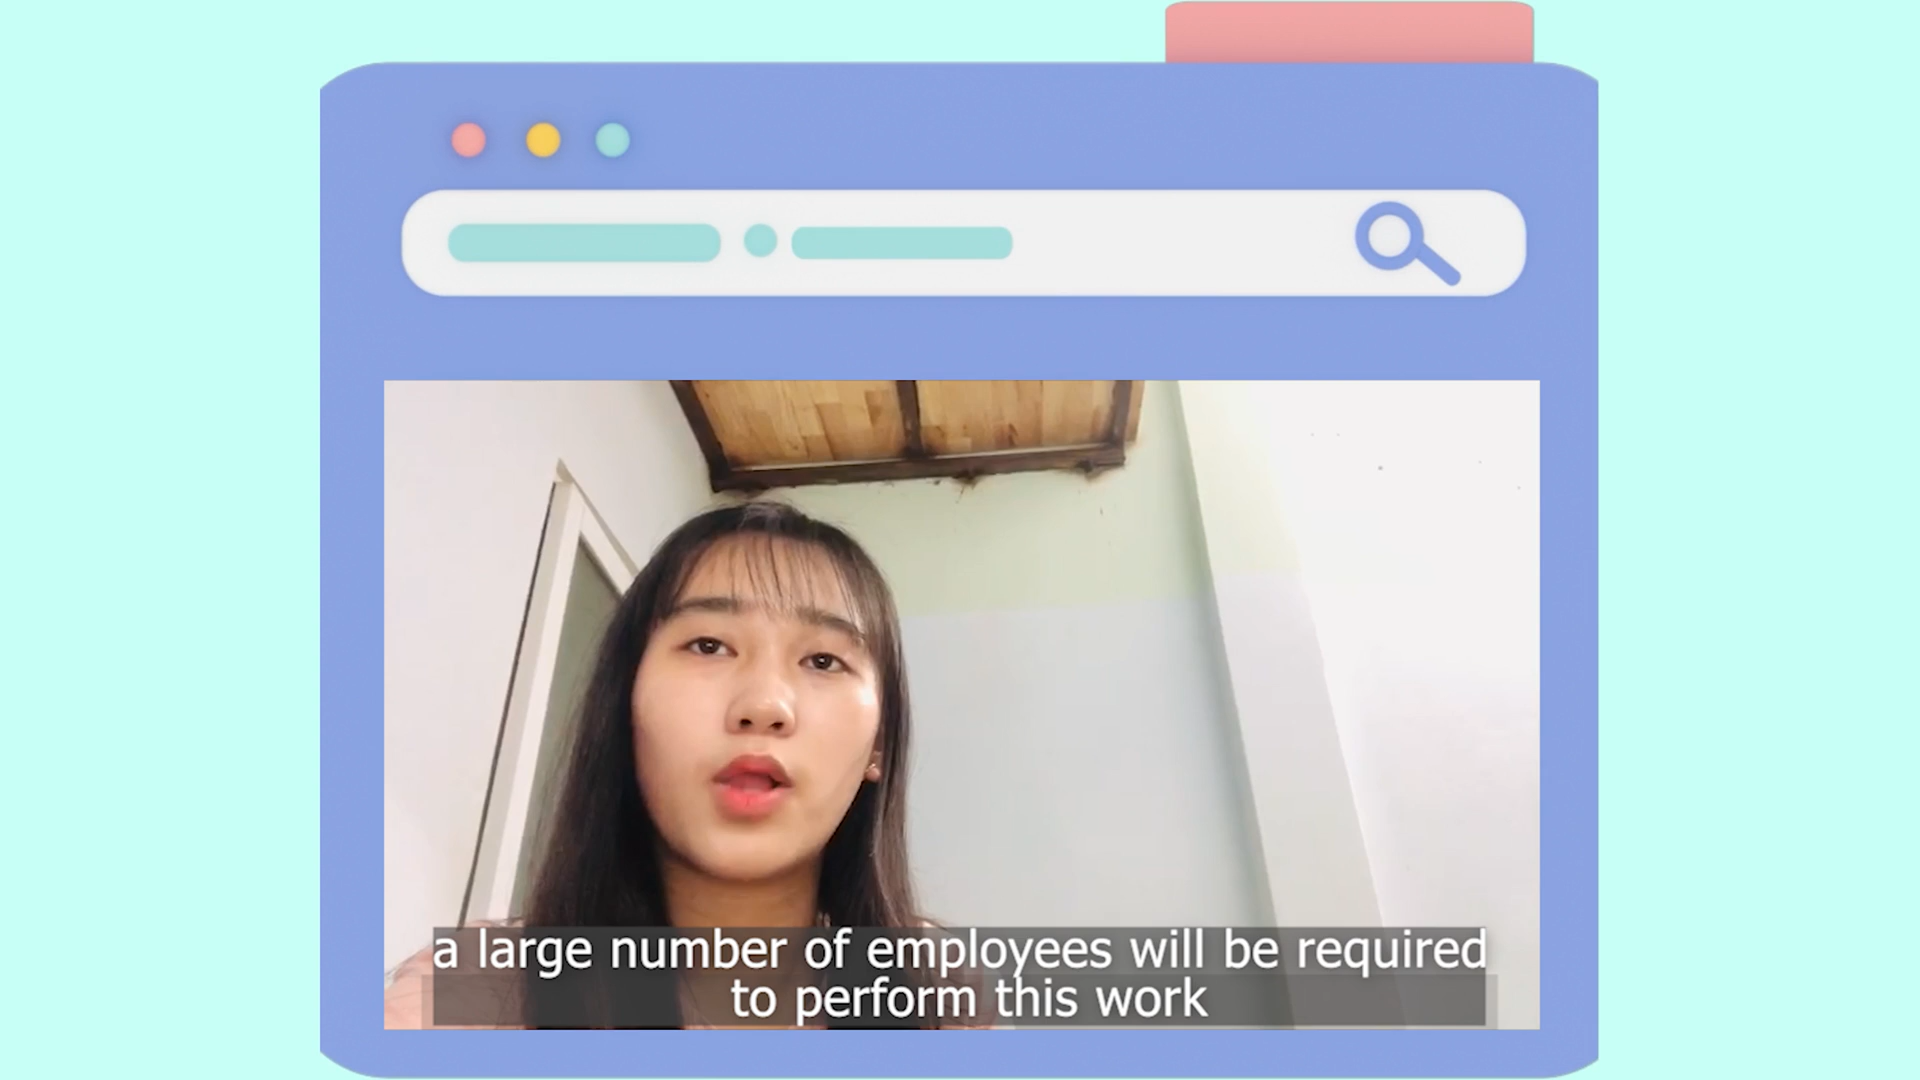 a large number of employees will be required
to perform this work